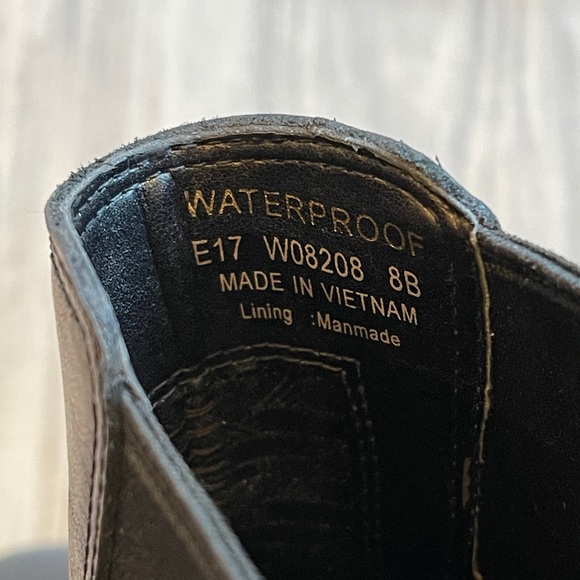 WATERPROOF
E17 W08208 8B
MADE IN VIETNAM
Lining :Manmade